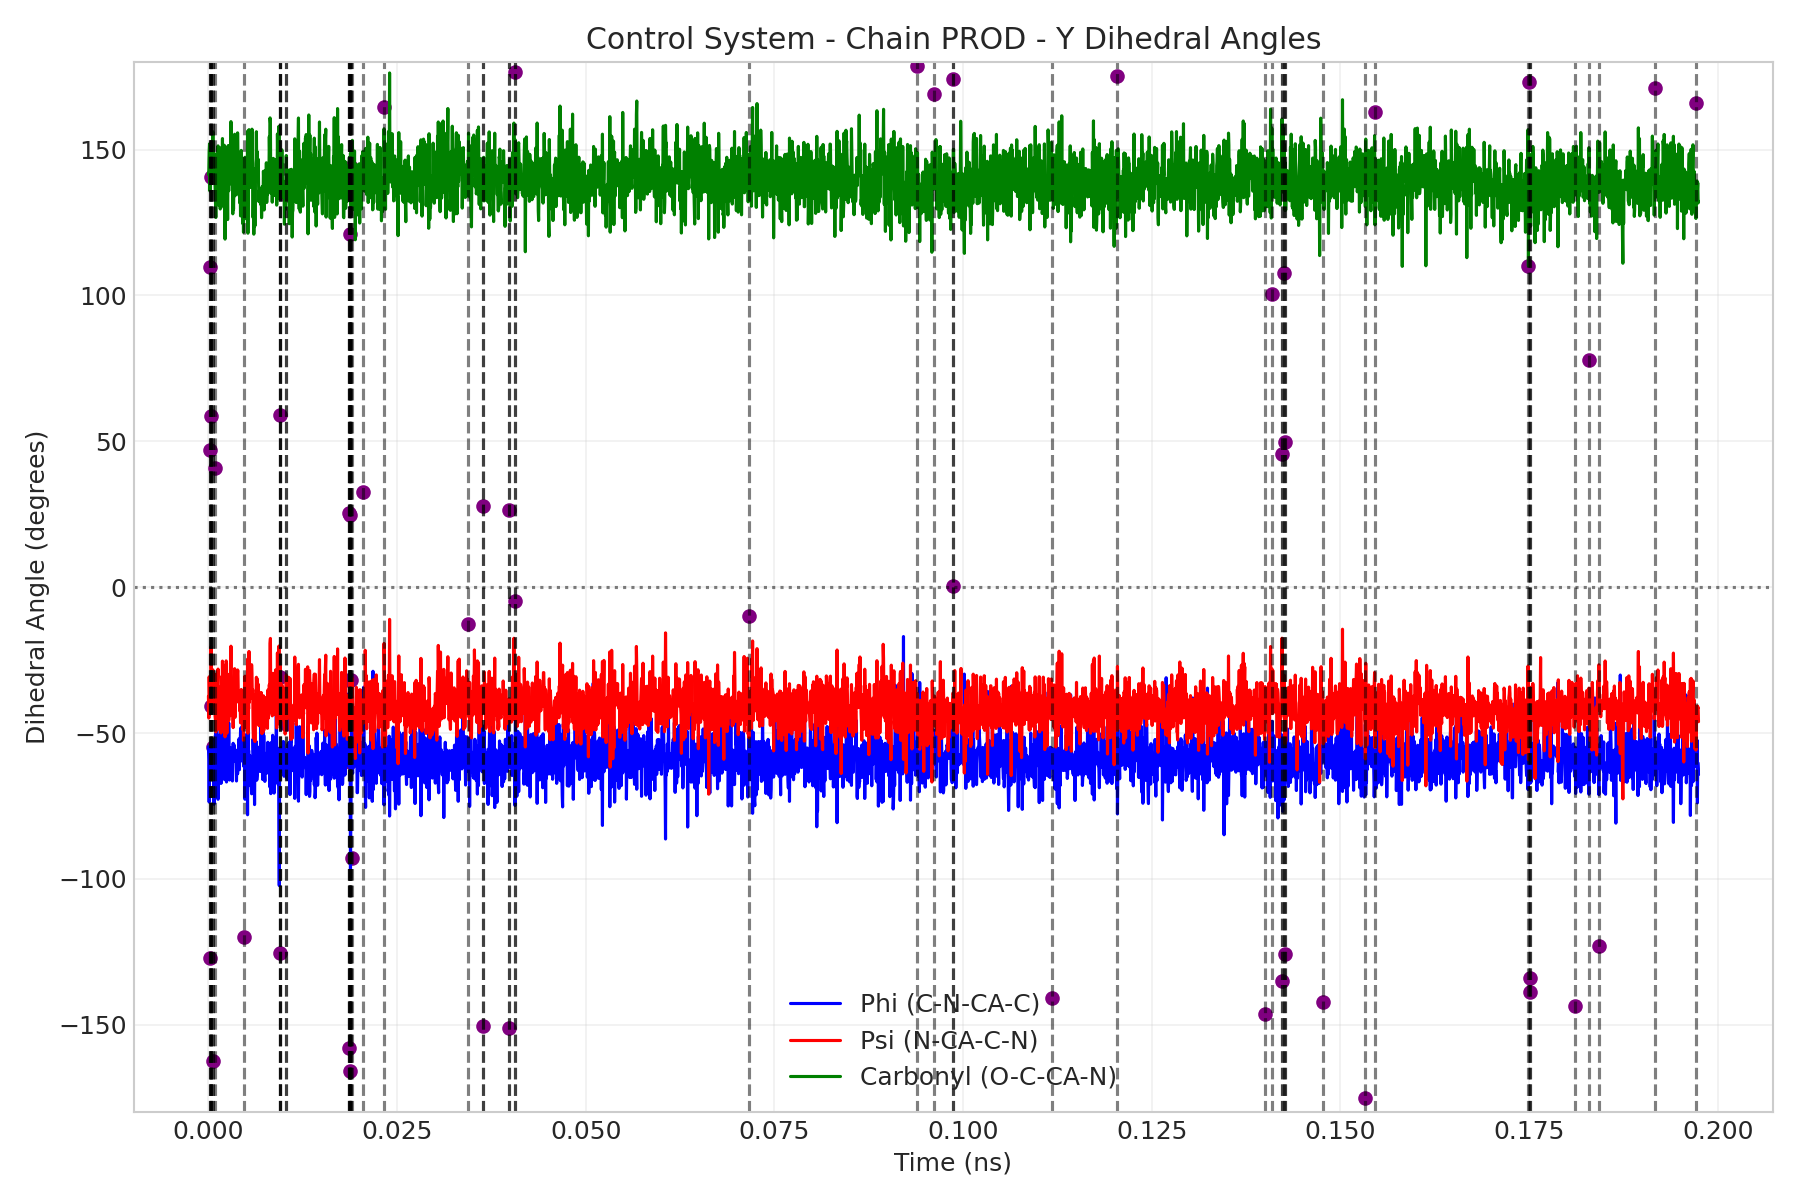 Control System - Chain PROD - Y Dihedral Angles
Dihedral Angle (degrees)
150
100
50
0
−50
−100
−150
Phi (C-N-CA-C)
Psi (N-CA-C-N)
Carbonyl (O-C-CA-N)
0.000 0.025 0.050 0.075 0.100 0.125 0.150 0.175 0.200
Time (ns)